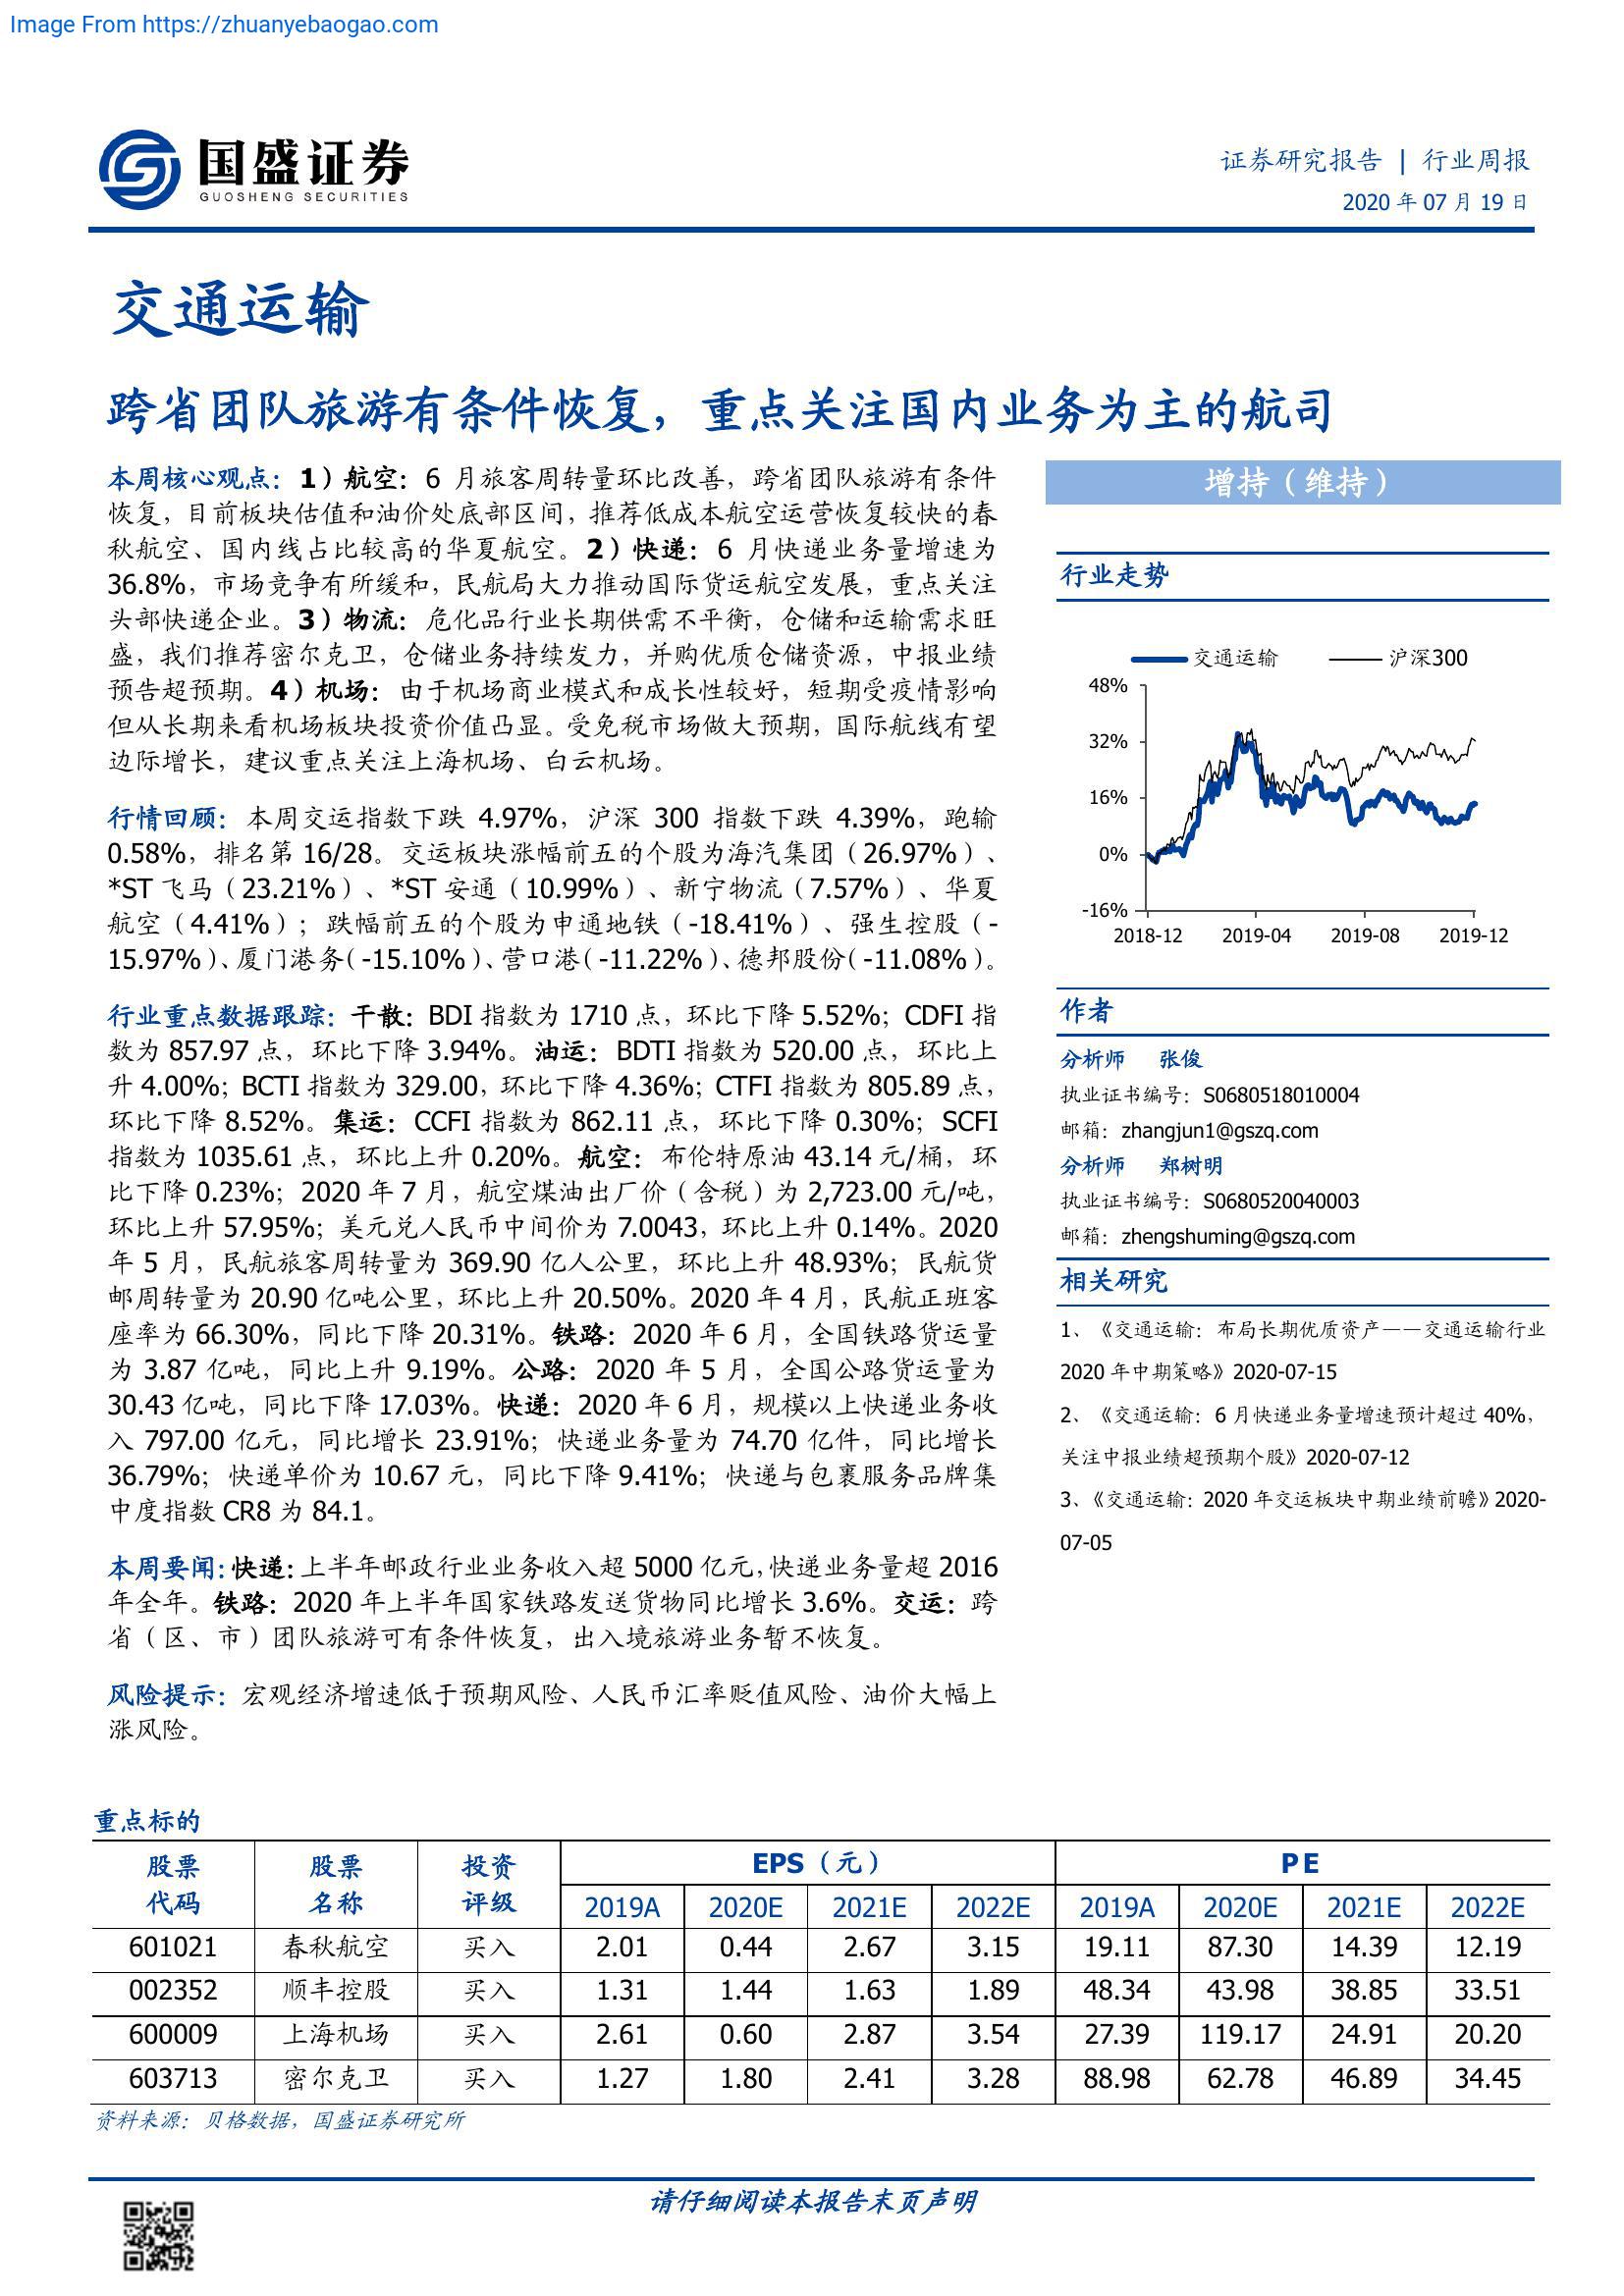 Image From https://zhuanyebaogao.com
国盛证券
GUOSHENG SECURITIES
证券研究报告 | 行业周报
2020 年 07 月 19 日
交通运输
跨省团队旅游有条件恢复，重点关注国内业务为主的航司
本周核心观点：1）航空：6 月旅客周转量环比改善，跨省团队旅游有条件
恢复，目前板块估值和油价处底部区间，推荐低成本航空运营恢复较快的春
秋航空、国内线占比较高的华夏航空。2）快递：6 月快递业务量增速为
36.8%，市场竞争有所缓和，民航局大力推动国际货运航空发展，重点关注
头部快递企业。3）物流：危化品行业长期供需不平衡，仓储和运输需求旺
盛，我们推荐密尔克卫，仓储业务持续发力，并购优质仓储资源，中报业绩
预告超预期。4）机场：由于机场商业模式和成长性较好，短期受疫情影响
但从长期来看机场板块投资价值凸显。受免税市场做大预期，国际航线有望
边际增长，建议重点关注上海机场、白云机场。
行情回顾：本周交运指数下跌 4.97%，沪深 300 指数下跌 4.39%，跑输
0.58%，排名第 16/28。交运板块涨幅前五的个股为海汽集团（26.97%）、
*ST 飞马（23.21%）、*ST 安通（10.99%）、新宁物流（7.57%）、华夏
航空（4.41%）；跌幅前五的个股为申通地铁（-18.41%）、强生控股（-
15.97%）、厦门港务（-15.10%）、营口港（-11.22%）、德邦股份（-11.08%）。
行业重点数据跟踪：干散：BDI 指数为 1710 点，环比下降 5.52%；CDFI 指
数为 857.97 点，环比下降 3.94%。油运：BDTI 指数为 520.00 点，环比上
升 4.00%；BCTI 指数为 329.00，环比下降 4.36%；CTFI 指数为 805.89 点，
环比下降 8.52%。集运：CCFI 指数为 862.11 点，环比下降 0.30%；SCFI
指数为 1035.61 点，环比上升 0.20%。航空：布伦特原油 43.14 元/桶，环
比下降 0.23%；2020 年 7 月，航空煤油出厂价（含税）为 2,723.00 元/吨，
环比上升 57.95%；美元兑人民币中间价为 7.0043，环比上升 0.14%。2020
年 5 月，民航旅客周转量为 369.90 亿人公里，环比上升 48.93%；民航货
邮周转量为 20.90 亿吨公里，环比上升 20.50%。2020 年 4 月，民航正班客
座率为 66.30%，同比下降 20.31%。铁路：2020 年 6 月，全国铁路货运量
为 3.87 亿吨，同比上升 9.19%。公路：2020 年 5 月，全国公路货运量为
30.43 亿吨，同比下降 17.03%。快递：2020 年 6 月，规模以上快递业务收
入 797.00 亿元，同比增长 23.91%；快递业务量为 74.70 亿件，同比增长
36.79%；快递单价为 10.67 元，同比下降 9.41%；快递与包裹服务品牌集
中度指数 CR8 为 84.1。
本周要闻：快递：上半年邮政行业业务收入超 5000 亿元，快递业务量超 2016
年全年。铁路：2020 年上半年国家铁路发送货物同比增长 3.6%。交运：跨
省（区、市）团队旅游可有条件恢复，出入境旅游业务暂不恢复。
风险提示：宏观经济增速低于预期风险、人民币汇率贬值风险、油价大幅上
涨风险。
增持（维持）
行业走势
交通运输 沪深300
48%
32%
16%
0%
-16%
2018-12 2019-04 2019-08 2019-12
作者
分析师 张俊
执业证书编号：S0680518010004
邮箱：zhangjun1@gszq.com
分析师 郑树明
执业证书编号：S0680520040003
邮箱：zhengshuming@gszq.com
相关研究
1、《交通运输：布局长期优质资产——交通运输行业
2020 年中期策略》2020-07-15
2、《交通运输：6 月快递业务量增速预计超过 40%，
关注中报业绩超预期个股》2020-07-12
3、《交通运输：2020 年交运板块中期业绩前瞻》2020-
07-05
重点标的
股票 股票 投资 EPS（元） PE
代码 名称 评级 2019A 2020E 2021E 2022E 2019A 2020E 2021E 2022E
601021 春秋航空 买入 2.01 0.44 2.67 3.15 19.11 87.30 14.39 12.19
002352 顺丰控股 买入 1.31 1.44 1.63 1.89 48.34 43.98 38.85 33.51
600009 上海机场 买入 2.61 0.60 2.87 3.54 27.39 119.17 24.91 20.20
603713 密尔克卫 买入 1.27 1.80 2.41 3.28 88.98 62.78 46.89 34.45
资料来源：贝格数据，国盛证券研究所
请仔细阅读本报告末页声明